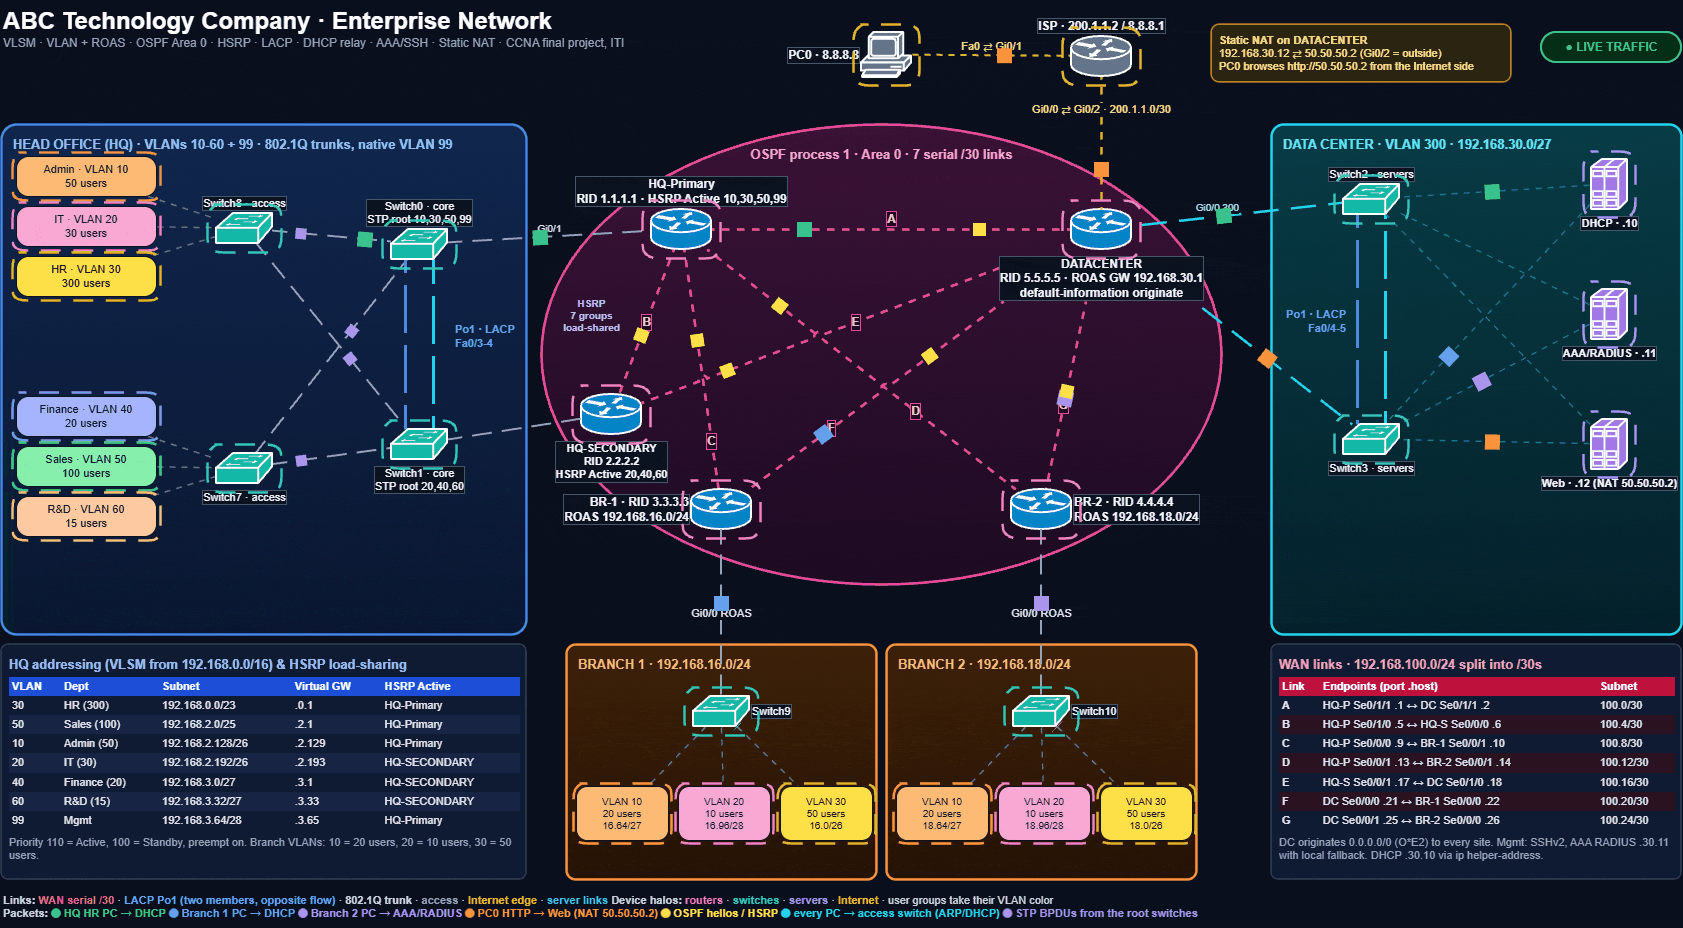 ABC Technology Company · Enterprise Network
VLSM · VLAN + ROAS · OSPF Area 0 · HSRP · LACP · DHCP relay · AAA/SSH · Static NAT · CCNA final project, ITI
PC0 · 8.8.8.8
Fa0 ⇄ Gi0/1
ISP · 200.1.1.2 / 8.8.8.1
Static NAT on DATACENTER
192.168.30.12 ⇄ 50.50.50.2 (Gi0/2 = outside)
PC0 browses http://50.50.50.2 from the Internet side
● LIVE TRAFFIC
Gi0/0 ⇄ Gi0/2 · 200.1.1.0/30
HEAD OFFICE (HQ) · VLANs 10-60 + 99 · 802.1Q trunks, native VLAN 99
Admin · VLAN 10
50 users
IT · VLAN 20
30 users
HR · VLAN 30
300 users
Finance · VLAN 40
20 users
Sales · VLAN 50
100 users
R&D · VLAN 60
15 users
Switch8 · access
Switch0 · core
STP root 10,30,50,99
Po1 · LACP
Fa0/3-4
Switch7 · access
Switch1 · core
STP root 20,40,60
Gi0/1
OSPF process 1 · Area 0 · 7 serial /30 links
HQ-Primary
RID 1.1.1.1 · HSRP Active 10,30,50,99
A
DATACENTER
RID 5.5.5.5 · ROAS GW 192.168.30.1
default-information originate
HSRP
7 groups
load-shared
B
E
D
C
F
HQ-SECONDARY
RID 2.2.2.2
HSRP Active 20,40,60
BR-1 · RID 3.3.3.3
ROAS 192.168.16.0/24
BR-2 · RID 4.4.4.4
ROAS 192.168.18.0/24
Gi0/0 ROAS
Gi0/0 ROAS
DATA CENTER · VLAN 300 · 192.168.30.0/27
Switch2 · servers
DHCP · .10
Po1 · LACP
Fa0/4-5
AAA/RADIUS · .11
Switch3 · servers
Web · .12 (NAT 50.50.50.2)
HQ addressing (VLSM from 192.168.0.0/16) & HSRP load-sharing
VLAN Dept Subnet Virtual GW HSRP Active
30 HR (300) 192.168.0.0/23 .0.1 HQ-Primary
50 Sales (100) 192.168.2.0/25 .2.1 HQ-Primary
10 Admin (50) 192.168.2.128/26 .2.129 HQ-Primary
20 IT (30) 192.168.2.192/26 .2.193 HQ-SECONDARY
40 Finance (20) 192.168.3.0/27 .3.1 HQ-SECONDARY
60 R&D (15) 192.168.3.32/27 .3.33 HQ-SECONDARY
99 Mgmt 192.168.3.64/28 .3.65 HQ-Primary
Priority 110 = Active, 100 = Standby, preempt on. Branch VLANs: 10 = 20 users, 20 = 10 users, 30 = 50
users.
BRANCH 1 · 192.168.16.0/24
Switch9
VLAN 10
20 users
16.64/27
VLAN 20
10 users
16.96/28
VLAN 30
50 users
16.0/26
BRANCH 2 · 192.168.18.0/24
Switch10
VLAN 10
20 users
18.64/27
VLAN 20
10 users
18.96/28
VLAN 30
50 users
18.0/26
WAN links · 192.168.100.0/24 split into /30s
Link Endpoints (port .host) Subnet
A HQ-P Se0/1/1 .1 ↔ DC Se0/1/1 .2 100.0/30
B HQ-P Se0/1/0 .5 ↔ HQ-S Se0/0/0 .6 100.4/30
C HQ-P Se0/0/0 .9 ↔ BR-1 Se0/0/1 .10 100.8/30
D HQ-P Se0/0/1 .13 ↔ BR-2 Se0/0/1 .14 100.12/30
E HQ-S Se0/0/1 .17 ↔ DC Se0/1/0 .18 100.16/30
F DC Se0/0/0 .21 ↔ BR-1 Se0/0/0 .22 100.20/30
G DC Se0/0/1 .25 ↔ BR-2 Se0/0/0 .26 100.24/30
DC originates 0.0.0.0/0 (O*E2) to every site. Mgmt: SSHv2, AAA RADIUS .30.11
with local fallback. DHCP .30.10 via ip helper-address.
Links: WAN serial /30 · LACP Po1 (two members, opposite flow) · 802.1Q trunk · access · Internet edge · server links Device halos: routers · switches · servers · Internet · user groups take their VLAN color
Packets: ● HQ HR PC → DHCP ● Branch 1 PC → DHCP ● Branch 2 PC → AAA/RADIUS ● PC0 HTTP → Web (NAT 50.50.50.2) ● OSPF hellos / HSRP ● every PC → access switch (ARP/DHCP) ● STP BPDUs from the root switches